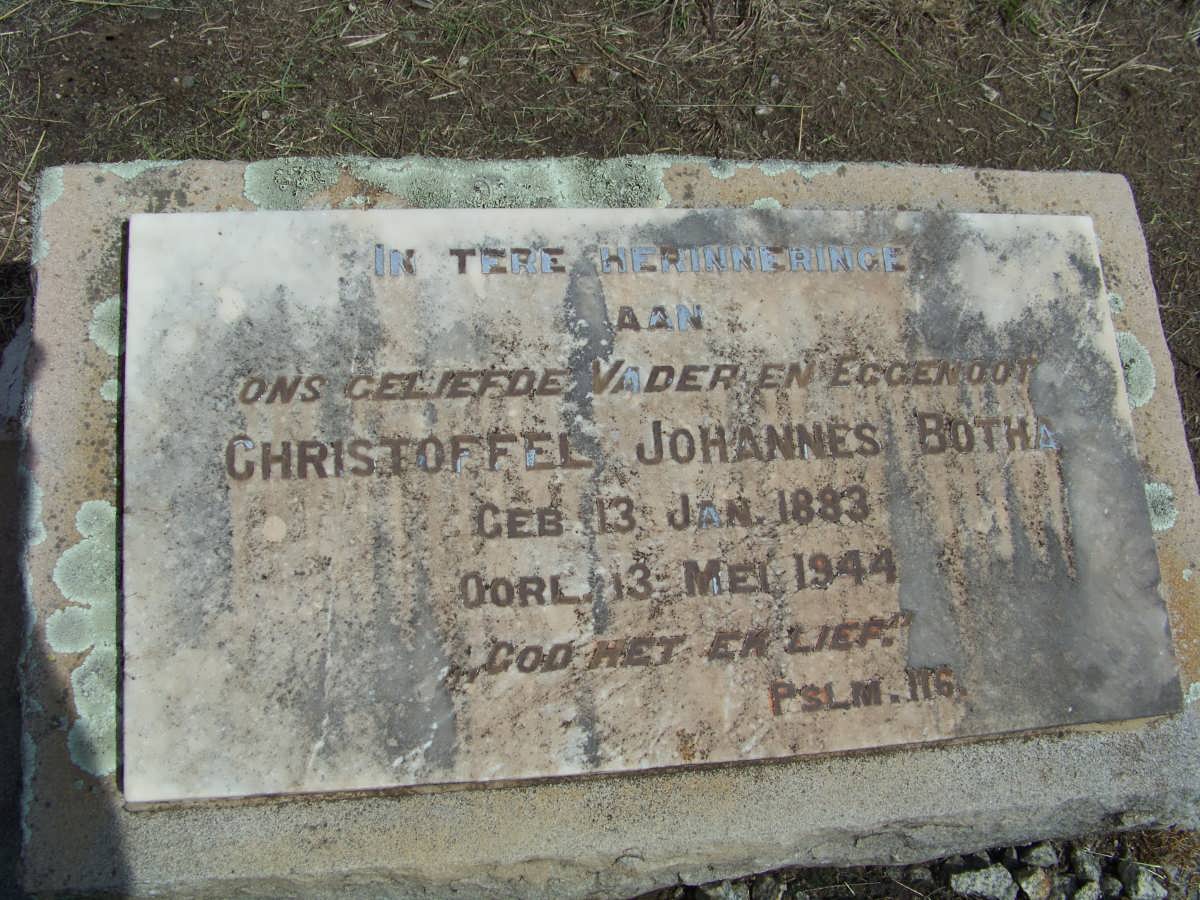 IN TERE HERINNERINGE
AAN
ONS GELIEFDE VADER EN EGGENOOT
CHRISTOFFEL JOHANNES BOTHA
GEB. 13 JAN. 1883
OORL. 13 MEI 1944
„GOD HET EK LIEF."
PSLM. 116.